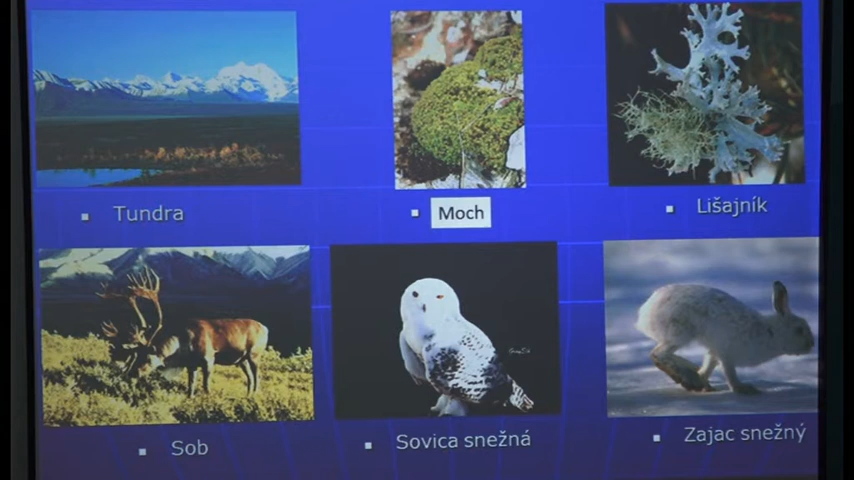 Tundra
Moch
Lišajník
Sob
Sovica snežná
Zajac snežný